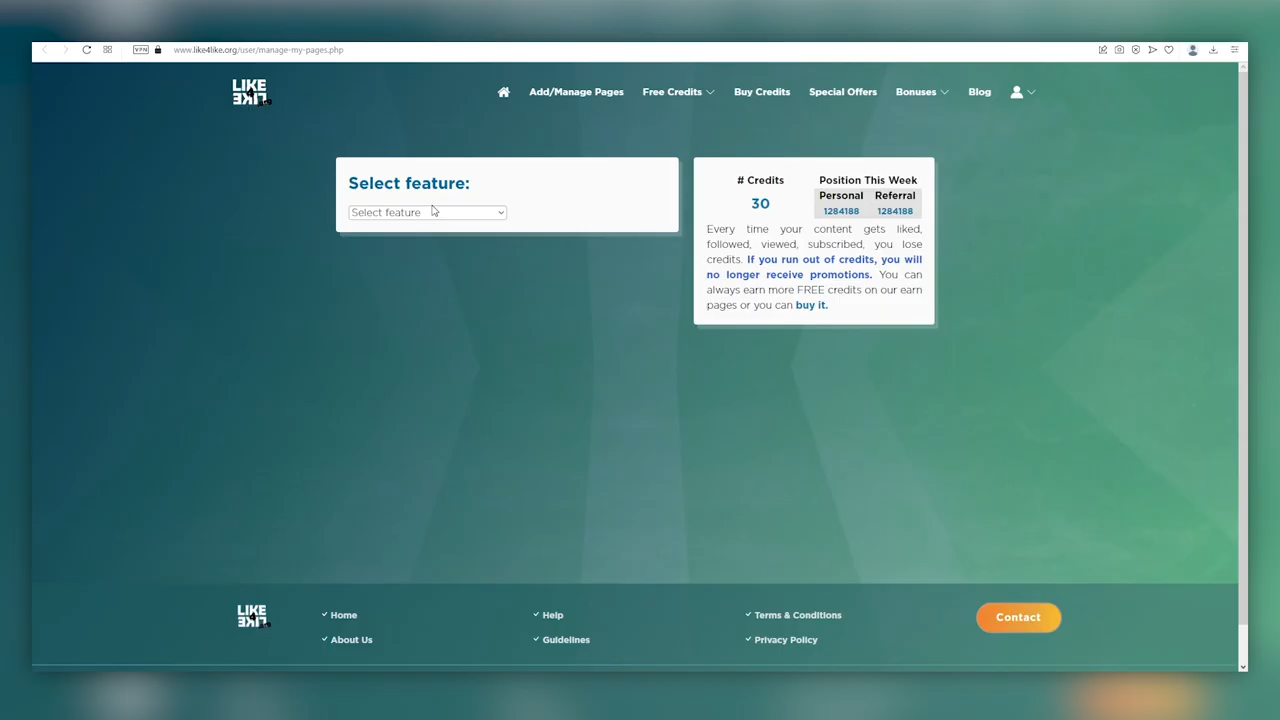 VPN
www.like4like.org/user/manage-my-pages.php
LIKE
LIKE
Add/Manage Pages
Free Credits
Buy Credits
Special Offers
Bonuses
Blog
Select feature:
Select feature
# Credits
30
Position This Week
Personal Referral
1284188 1284188
Every time your content gets liked,
followed, viewed, subscribed, you lose
credits. If you run out of credits, you will
no longer receive promotions. You can
always earn more FREE credits on our earn
pages or you can buy it.
LIKE
LIKE
Home
About Us
Help
Guidelines
Terms & Conditions
Privacy Policy
Contact